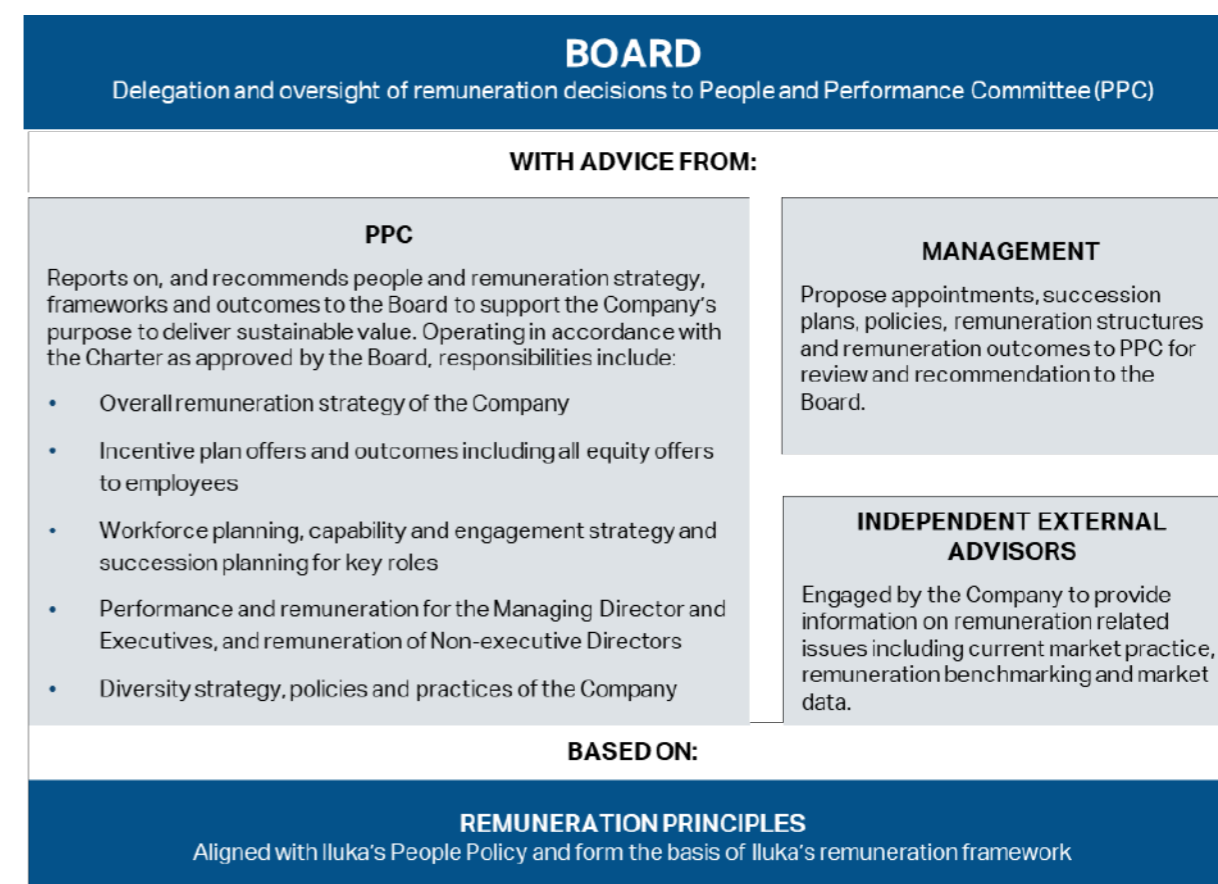 BOARD
Delegation and oversight of remuneration decisions to People and Performance Committee (PPC)
WITH ADVICE FROM:
PPC
Reports on, and recommends people and remuneration strategy,
frameworks and outcomes to the Board to support the Company's
purpose to deliver sustainable value. Operating in accordance with
the Charter as approved by the Board, responsibilities include:
• Overall remuneration strategy of the Company
• Incentive plan offers and outcomes including all equity offers
to employees
• Workforce planning, capability and engagement strategy and
succession planning for key roles
• Performance and remuneration for the Managing Director and
Executives, and remuneration of Non-executive Directors
• Diversity strategy, policies and practices of the Company
MANAGEMENT
Propose appointments, succession
plans, policies, remuneration structures
and remuneration outcomes to PPC for
review and recommendation to the
Board.
INDEPENDENT EXTERNAL
ADVISORS
Engaged by the Company to provide
information on remuneration related
issues including current market practice,
remuneration benchmarking and market
data.
BASED ON:
REMUNERATION PRINCIPLES
Aligned with Iluka's People Policy and form the basis of Iluka's remuneration framework